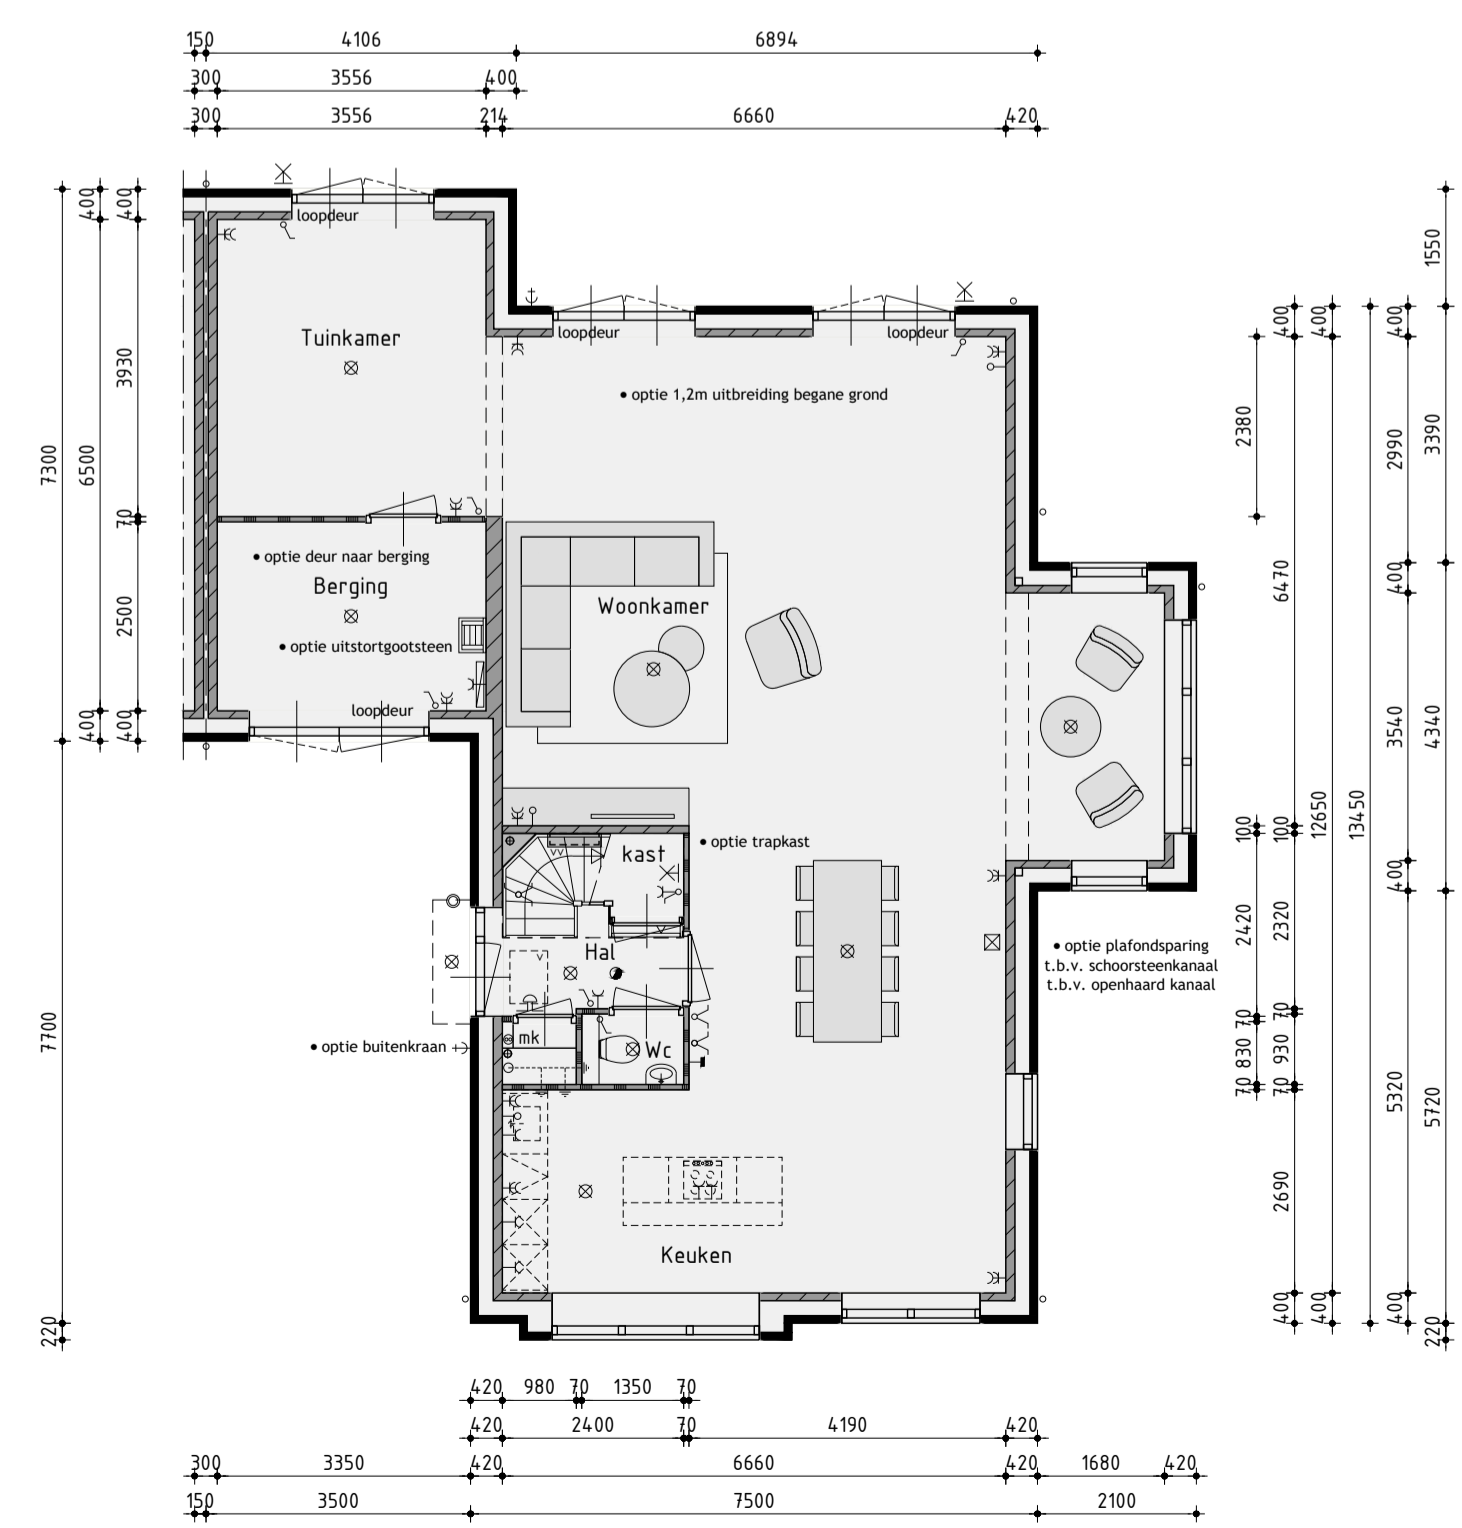 150 4106 6894
300 3556 400
300 3556 214 6660 420
loopdeur
Tuinkamer
loopdeur
loopdeur
• optie 1,2m uitbreiding begane grond
• optie deur naar berging
Berging
Woonkamer
• optie uitstortgootsteen
loopdeur
• optie trapkast
kast
Hal
• optie plafondsparing
t.b.v. schoorsteenkanaal
t.b.v. openhaard kanaal
• optie buitenkraan
mk
Wc
Keuken
7300
7700
220
400
6500
400
400
3930
70
2500
400
2380
100
2420
70
830
70
400
6470
100
2320
70
930
70
2690
400
400
12650
400
13450
400
2990
400
3540
400
5320
400
1550
3390
4340
5720
220
420 980 70 1350 70
420 2400 70 4190 420
300 3350 420 6660 420 1680 420
150 3500 7500 2100